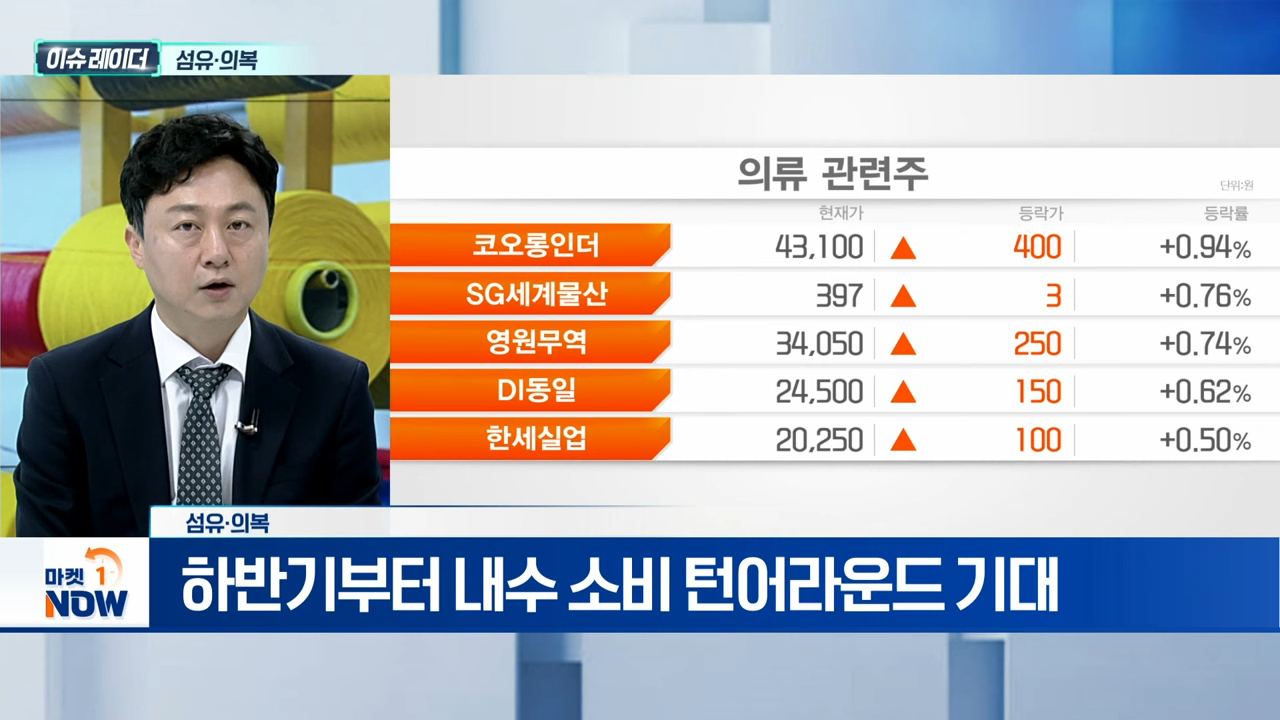 이슈 레이더 섬유·의복
의류 관련주
단위:원
현재가 등락가 등락률
코오롱인더 43,100 ▲ 400 +0.94%
SG세계물산 397 ▲ 3 +0.76%
영원무역 34,050 ▲ 250 +0.74%
DI동일 24,500 ▲ 150 +0.62%
한세실업 20,250 ▲ 100 +0.50%
섬유·의복
마켓 1
NOW
하반기부터 내수 소비 턴어라운드 기대